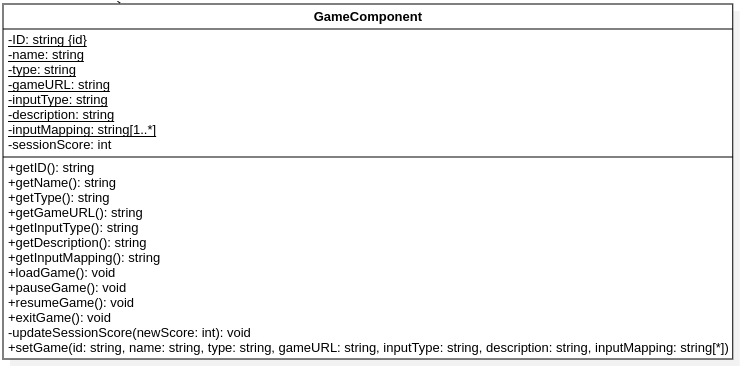 GameComponent
-ID: string {id}
-name: string
-type: string
-gameURL: string
-inputType: string
-description: string
-inputMapping: string[1..*]
-sessionScore: int
+getID(): string
+getName(): string
+getType(): string
+getGameURL(): string
+getInputType(): string
+getDescription(): string
+getInputMapping(): string
+loadGame(): void
+pauseGame(): void
+resumeGame(): void
+exitGame(): void
-updateSessionScore(newScore: int): void
+setGame(id: string, name: string, type: string, gameURL: string, inputType: string, description: string, inputMapping: string[*])